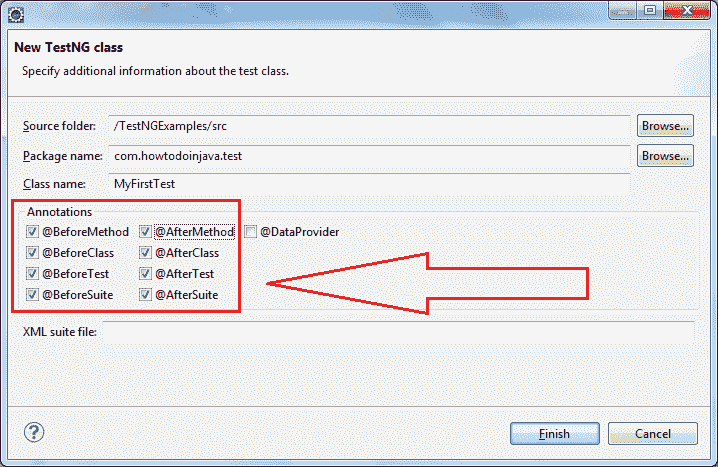 New TestNG class
Specify additional information about the test class.
Source folder: /TestNGExamples/src Browse...
Package name: com.howtodoinjava.test Browse...
Class name: MyFirstTest
Annotations
@BeforeMethod @AfterMethod @DataProvider
@BeforeClass @AfterClass
@BeforeTest @AfterTest
@BeforeSuite @AfterSuite
XML suite file:
? Finish Cancel